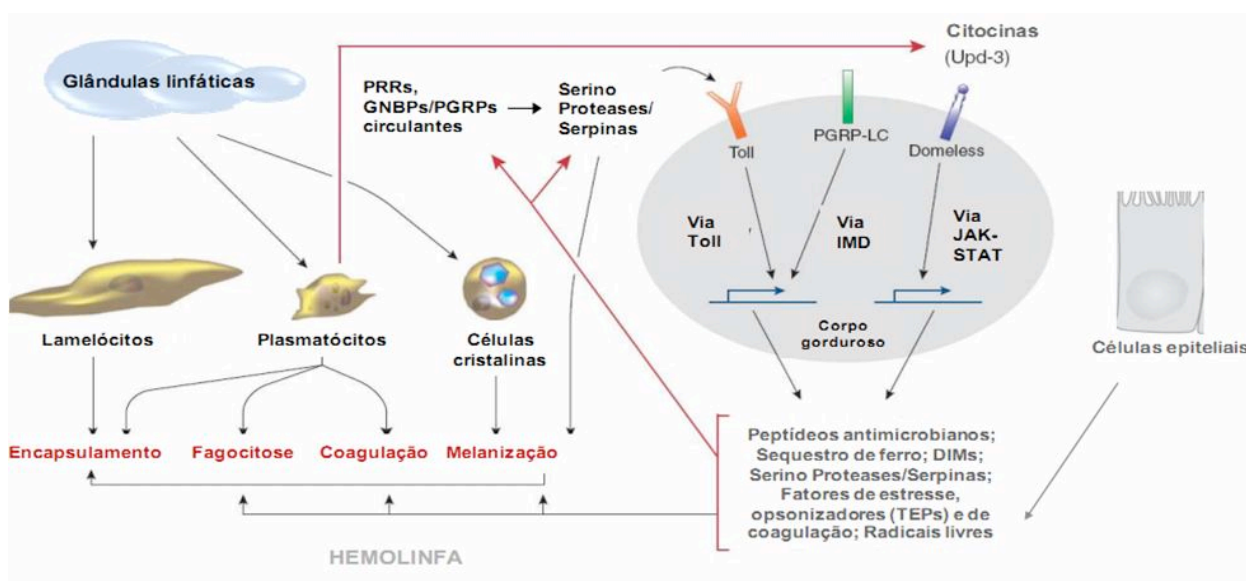 Citocinas
(Upd-3)
Glândulas linfáticas
PRRs,
GNBPs/PGRPs
circulantes
Serino
Proteases/
Serpinas
Toll
PGRP-LC
Domeless
Via
Toll
Via
IMD
Via
JAK-
STAT
Corpo
gorduroso
Células epiteliais
Lamelócitos
Plasmatócitos
Células
cristalinas
Encapsulamento
Fagocitose
Coagulação
Melanização
Peptídeos antimicrobianos;
Sequestro de ferro; DIMs;
Serino Proteases/Serpinas;
Fatores de estresse,
opsonizadores (TEPs) e de
coagulação; Radicais livres
HEMOLINFA